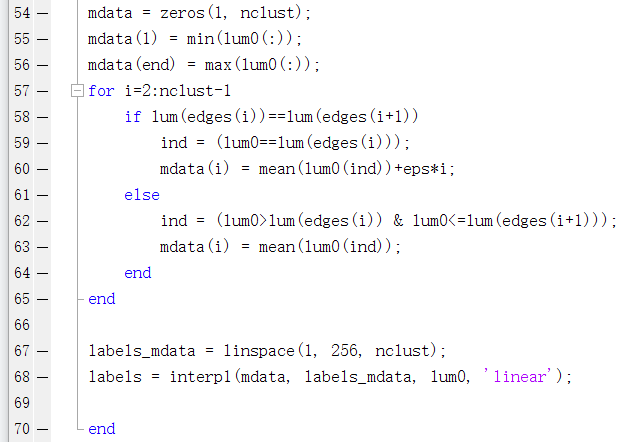 54 — mdata = zeros(1, nclust);
55 — mdata(1) = min(lum0(:));
56 — mdata(end) = max(lum0(:));
57 — for i=2:nclust-1
58 — if lum(edges(i))==lum(edges(i+1))
59 — ind = (lum0==lum(edges(i)));
60 — mdata(i) = mean(lum0(ind))+eps*i;
61 — else
62 — ind = (lum0>lum(edges(i)) & lum0<=lum(edges(i+1)));
63 — mdata(i) = mean(lum0(ind));
64 — end
65 — end
66
67 — labels_mdata = linspace(1, 256, nclust);
68 — labels = interp1(mdata, labels_mdata, lum0, 'linear');
69
70 — end